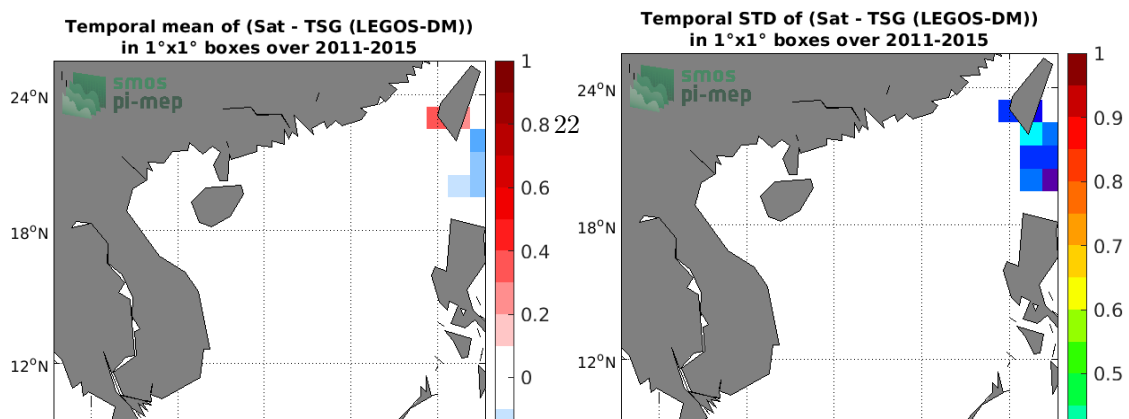 Temporal mean of (Sat - TSG (LEGOS-DM))
in 1°x1° boxes over 2011-2015
smos
pi-mep
24°N
18°N
12°N
1
0.8
0.6
0.4
0.2
0
22
Temporal STD of (Sat - TSG (LEGOS-DM))
in 1°x1° boxes over 2011-2015
smos
pi-mep
24°N
18°N
12°N
1
0.9
0.8
0.7
0.6
0.5